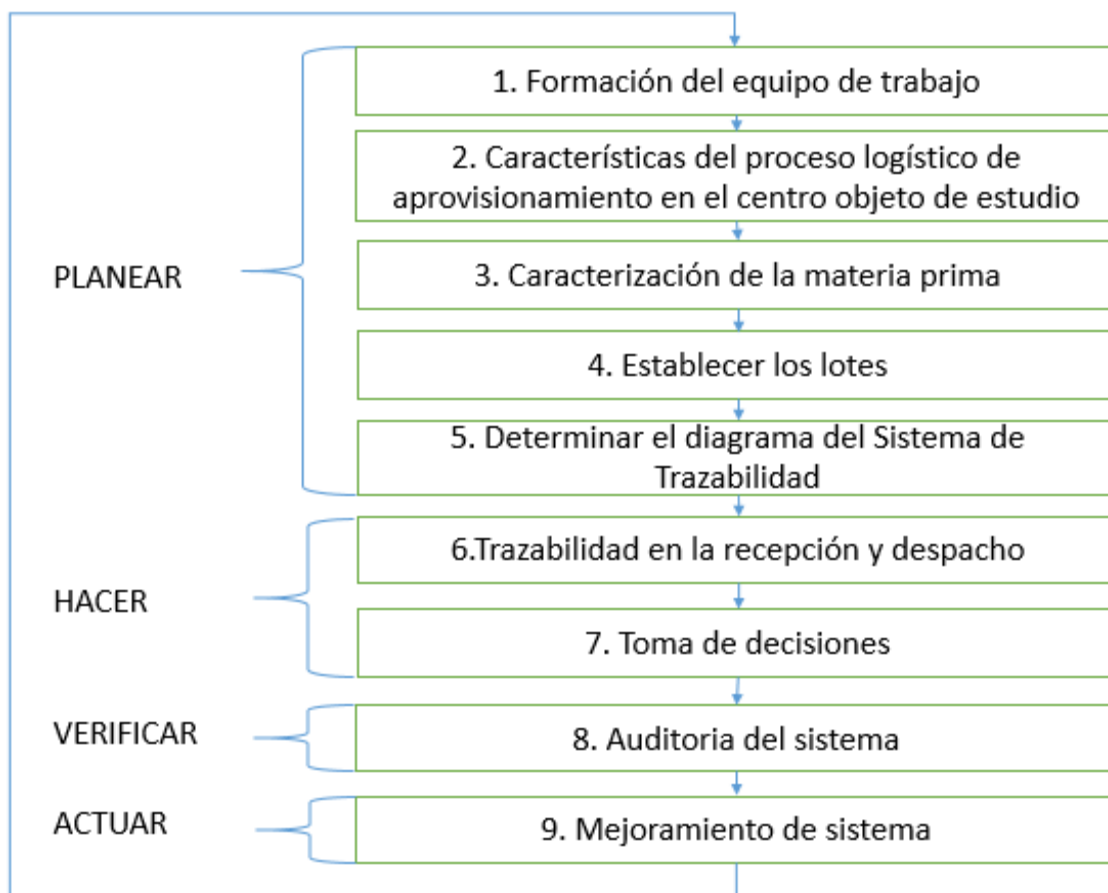 1. Formación del equipo de trabajo
2. Característicás del proceso logístico de
aprovisionamiento en el centro objeto de estudio
PLANEAR
3. Caracterización de la materia prima
4. Establecer los lotes
5. Determinar el diagrama del Sistema de
Trazabilidad
6.Trazabilidad en la recepción y despacho
HACER
7. Toma de decisiones
VERIFICAR
8. Auditoria del sistema
ACTUAR
9. Mejoramiento de sistema